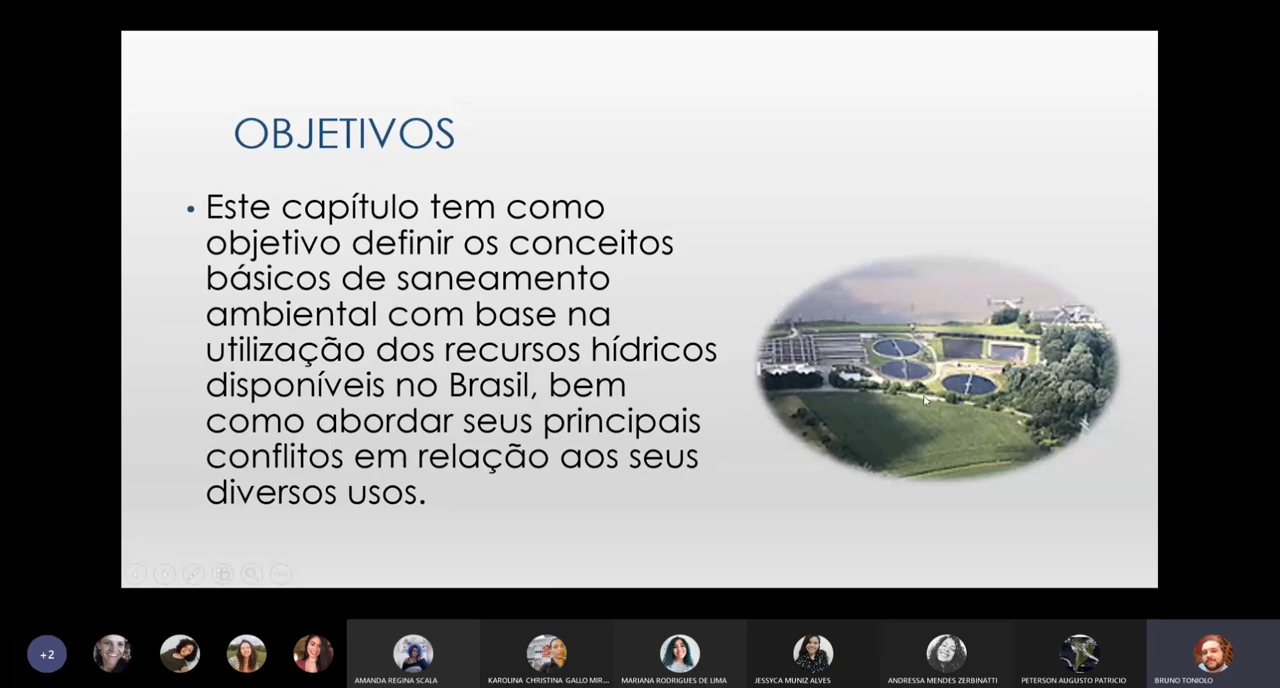 OBJETIVOS
• Este capítulo tem como
objetivo definir os conceitos
básicos de saneamento
ambiental com base na
utilização dos recursos hídricos
disponíveis no Brasil, bem
como abordar seus principais
conflitos em relação aos seus
diversos usos.
+2
AMANDA REGINA SCALA
KAROLINA CHRISTINA GALLO MIR...
MARIANA RODRIGUES DE LIMA
JESSYCA MUNIZ ALVES
ANDRESSA MENDES ZERBINATTI
PETERSON AUGUSTO PATRICIO
BRUNO TONIOLO